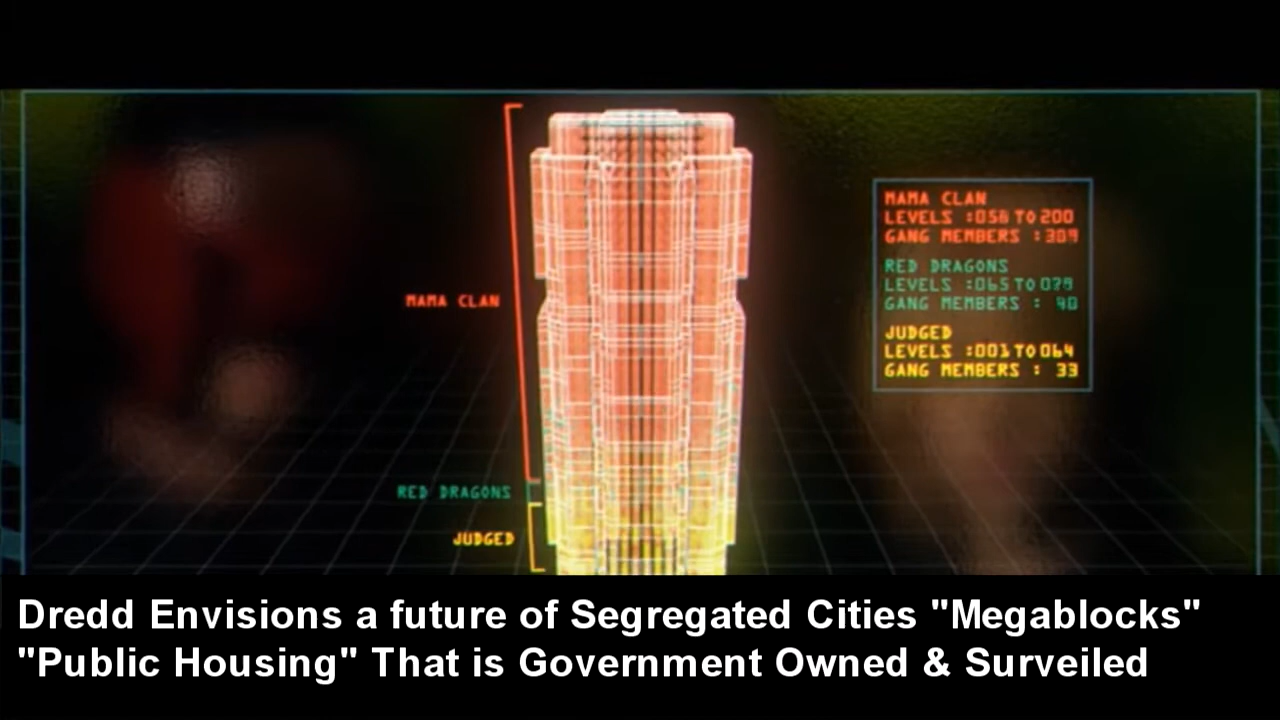 MAMA CLAN
LEVELS :058 TO 200
GANG MEMBERS : 309
RED DRAGONS
LEVELS :065 TO 079
GANG MEMBERS : 40
JUDGED
LEVELS :001 TO 064
GANG MEMBERS : 33
MAMA CLAN
RED DRAGONS
JUDGED
Dredd Envisions a future of Segregated Cities "Megablocks"
"Public Housing" That is Government Owned & Surveiled